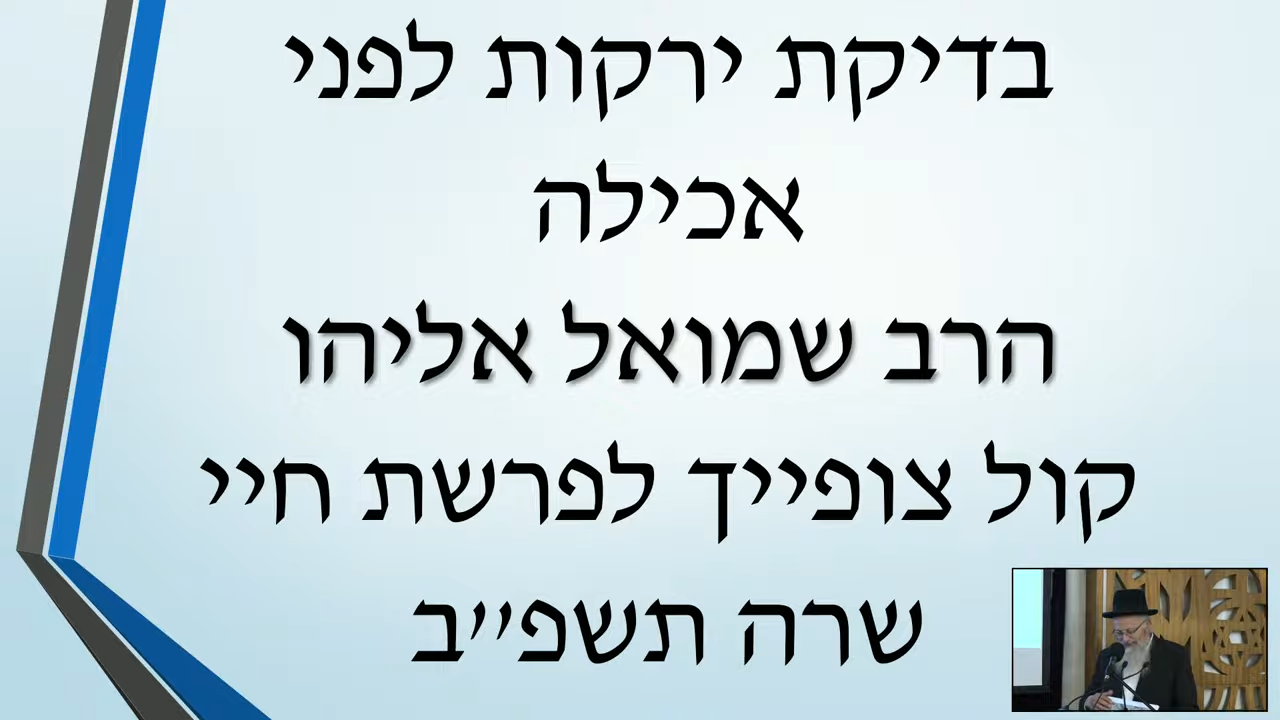 בדיקת ירקות לפני
אכילה
הרב שמואל אליהו
קול צופייך לפרשת חיי
שרה תשפ''ב